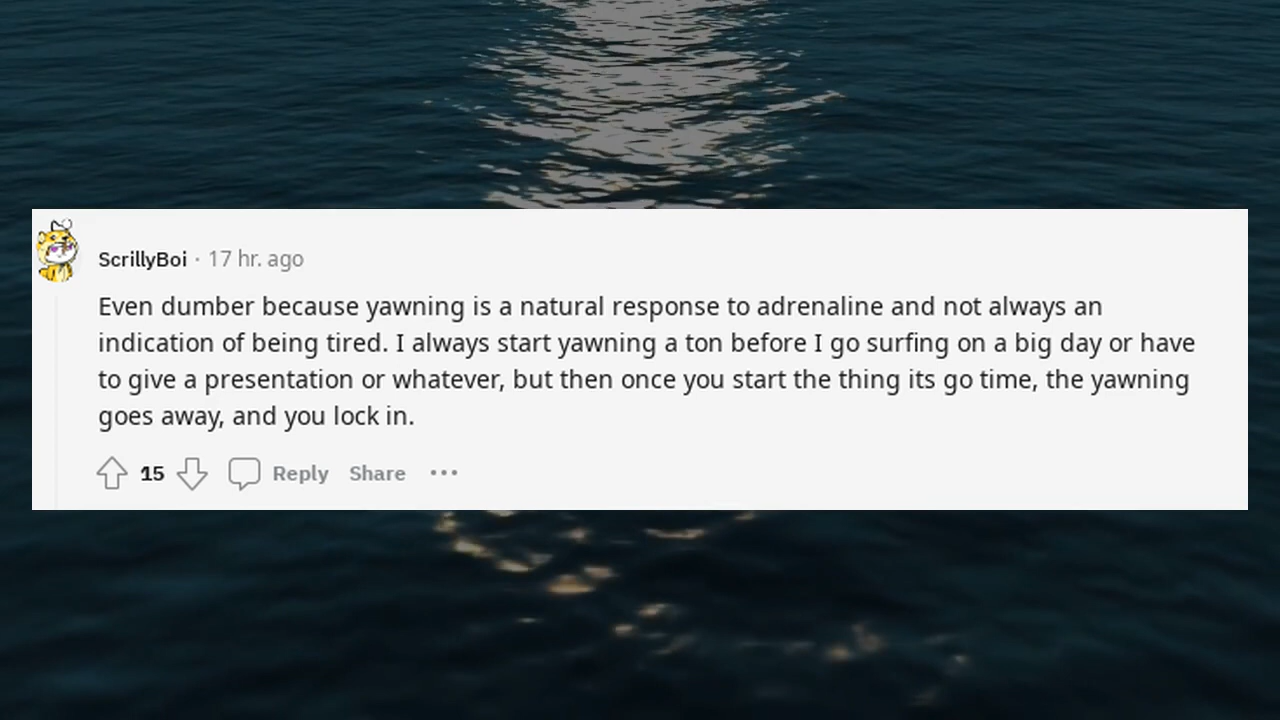 ScrillyBoi · 17 hr. ago
Even dumber because yawning is a natural response to adrenaline and not always an
indication of being tired. I always start yawning a ton before I go surfing on a big day or have
to give a presentation or whatever, but then once you start the thing its go time, the yawning
goes away, and you lock in.
15 Reply Share •••